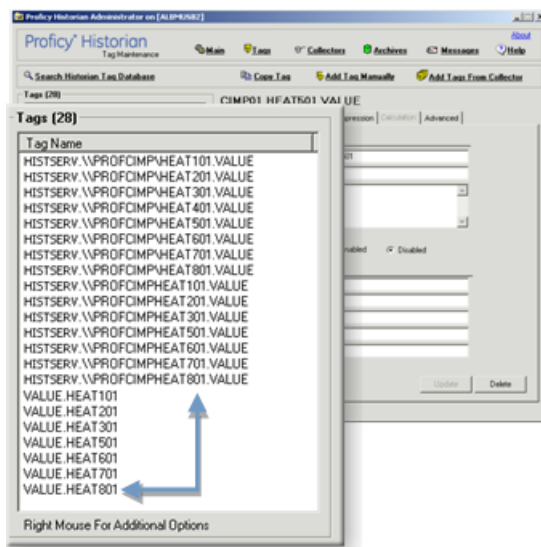 Proficy Historian Administrator on [ALBMUSB2]
Proficy* Historian
Tag Maintenance
Main
Tags
Collectors
Archives
Messages
About
Help
Search Historian Tag Database
Copy Tag
Add Tag Manually
Add Tags From Collector
Tags (28)
CIMP01.HEAT501.VALUE
Calculation
Advanced
Disabled
Update
Delete
Tags (28)
Tag Name
HISTSERV.\\PROFCIMP\HEAT101.VALUE
HISTSERV.\\PROFCIMP\HEAT201.VALUE
HISTSERV.\\PROFCIMP\HEAT301.VALUE
HISTSERV.\\PROFCIMP\HEAT401.VALUE
HISTSERV.\\PROFCIMP\HEAT501.VALUE
HISTSERV.\\PROFCIMP\HEAT601.VALUE
HISTSERV.\\PROFCIMP\HEAT701.VALUE
HISTSERV.\\PROFCIMP\HEAT801.VALUE
HISTSERV.\\PROFCIMPHEAT101.VALUE
HISTSERV.\\PROFCIMPHEAT201.VALUE
HISTSERV.\\PROFCIMPHEAT301.VALUE
HISTSERV.\\PROFCIMPHEAT501.VALUE
HISTSERV.\\PROFCIMPHEAT601.VALUE
HISTSERV.\\PROFCIMPHEAT701.VALUE
HISTSERV.\\PROFCIMPHEAT801.VALUE
VALUE.HEAT101
VALUE.HEAT201
VALUE.HEAT301
VALUE.HEAT501
VALUE.HEAT601
VALUE.HEAT701
VALUE.HEAT801
Right Mouse For Additional Options